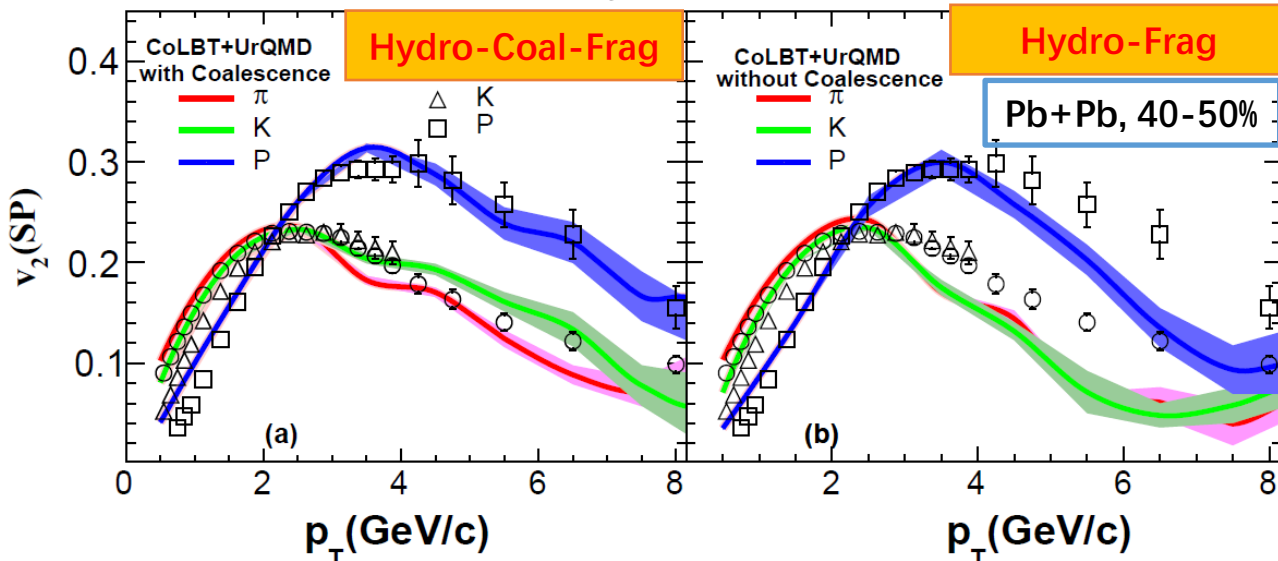 Hydro-Coal-Frag
CoLBT+UrQMD
with Coalescence
π
K
P
K
P
0.4
0.3
0.2
0.1
v2(SP)
(a)
0
2
4
6
8
pT(GeV/c)
Hydro-Frag
Pb+Pb, 40-50%
CoLBT+UrQMD
without Coalescence
π
K
P
(b)
2
4
6
8
pT(GeV/c)